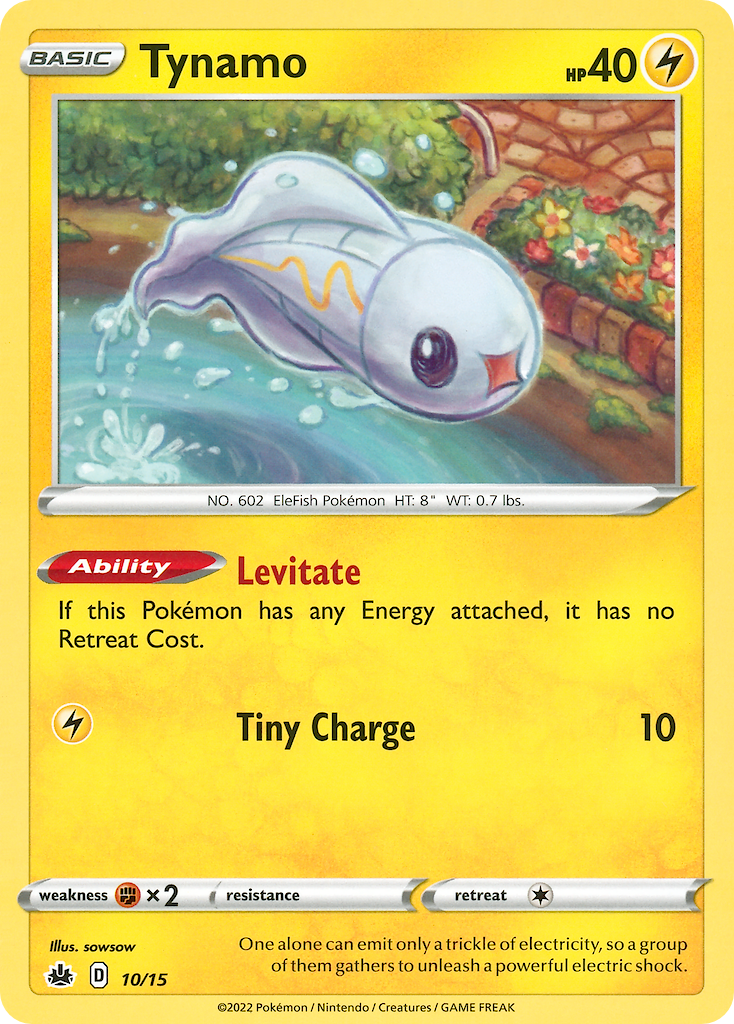 BASIC Tynamo HP40
NO. 602 EleFish Pokémon HT: 8" WT: 0.7 lbs.
Ability Levitate
If this Pokémon has any Energy attached, it has no
Retreat Cost.
Tiny Charge 10
weakness ×2 resistance retreat
Illus. sowsow
D 10/15
One alone can emit only a trickle of electricity, so a group
of them gathers to unleash a powerful electric shock.
©2022 Pokémon / Nintendo / Creatures / GAME FREAK